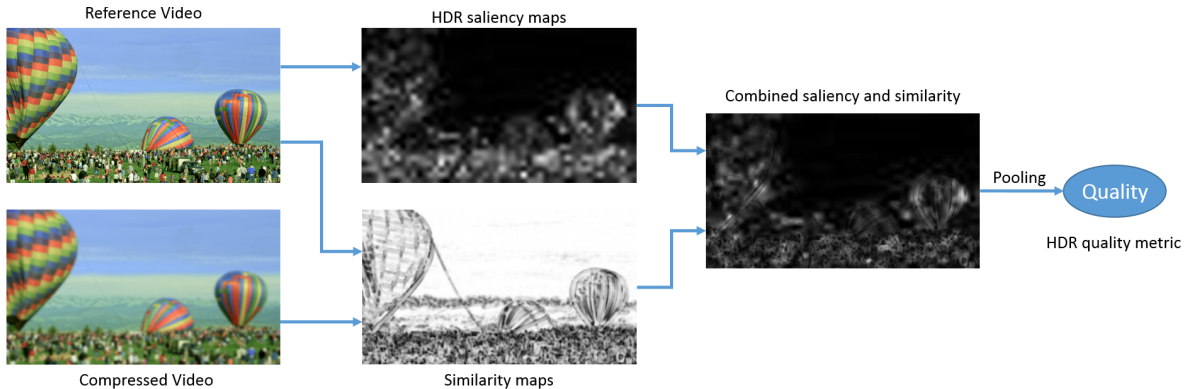 Reference Video
HDR saliency maps
Combined saliency and similarity
Pooling
Quality
HDR quality metric
Compressed Video
Similarity maps